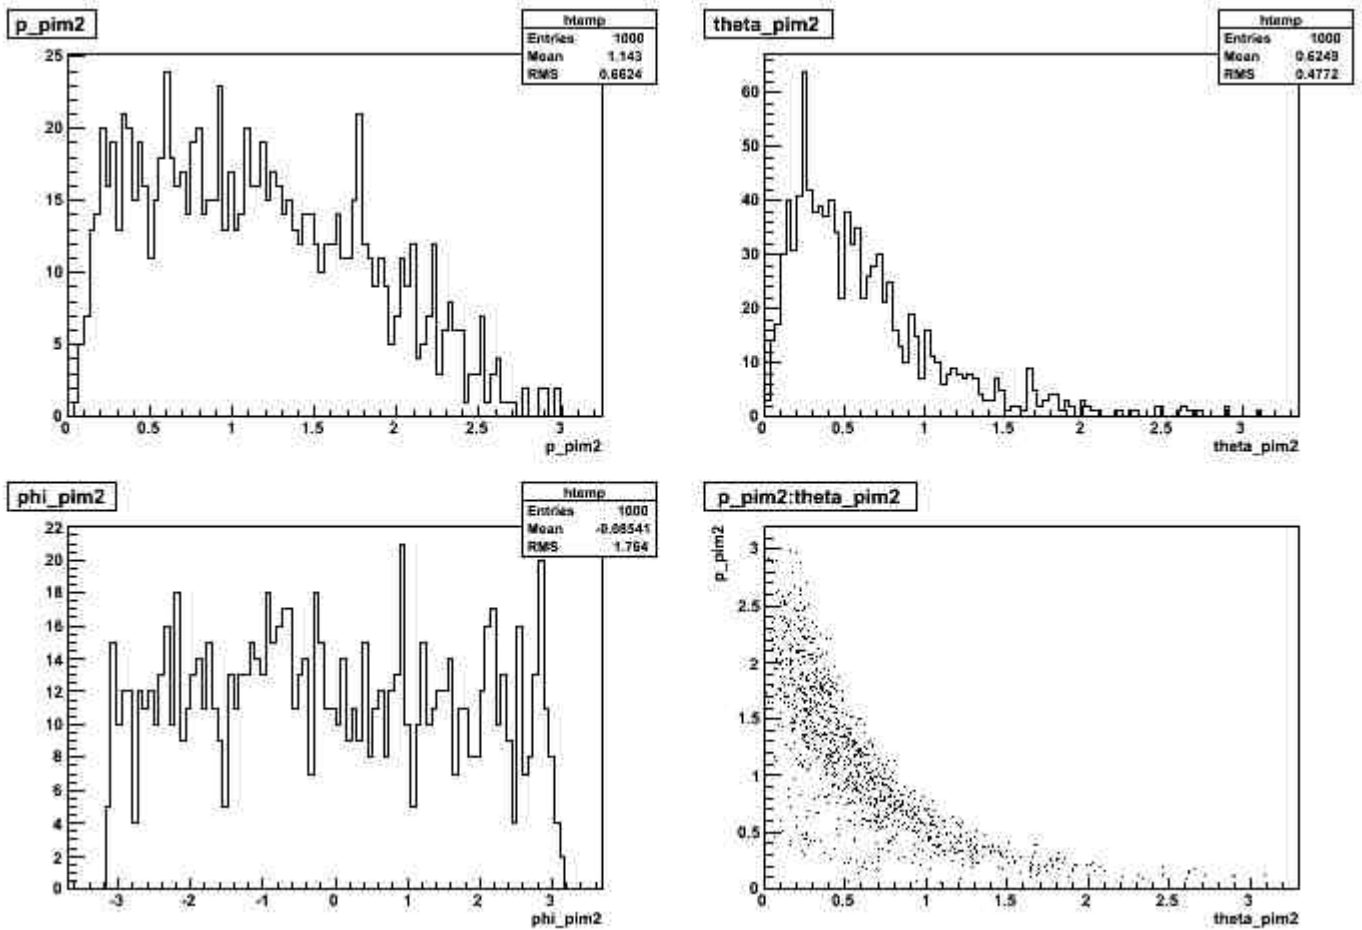 p_pim2
htemp
Entries 1000
Mean 1.143
RMS 0.6624
25
20
15
10
5
0
0 0.5 1 1.5 2 2.5 3
p_pim2
theta_pim2
htemp
Entries 1000
Mean 0.6249
RMS 0.4772
60
50
40
30
20
10
0
0 0.5 1 1.5 2 2.5 3
theta_pim2
phi_pim2
htemp
Entries 1000
Mean -0.08541
RMS 1.764
22
20
18
16
14
12
10
8
6
4
2
0
-3 -2 -1 0 1 2 3
phi_pim2
p_pim2:theta_pim2
p_pim2
3
2.5
2
1.5
1
0.5
0
0 0.5 1 1.5 2 2.5 3
theta_pim2